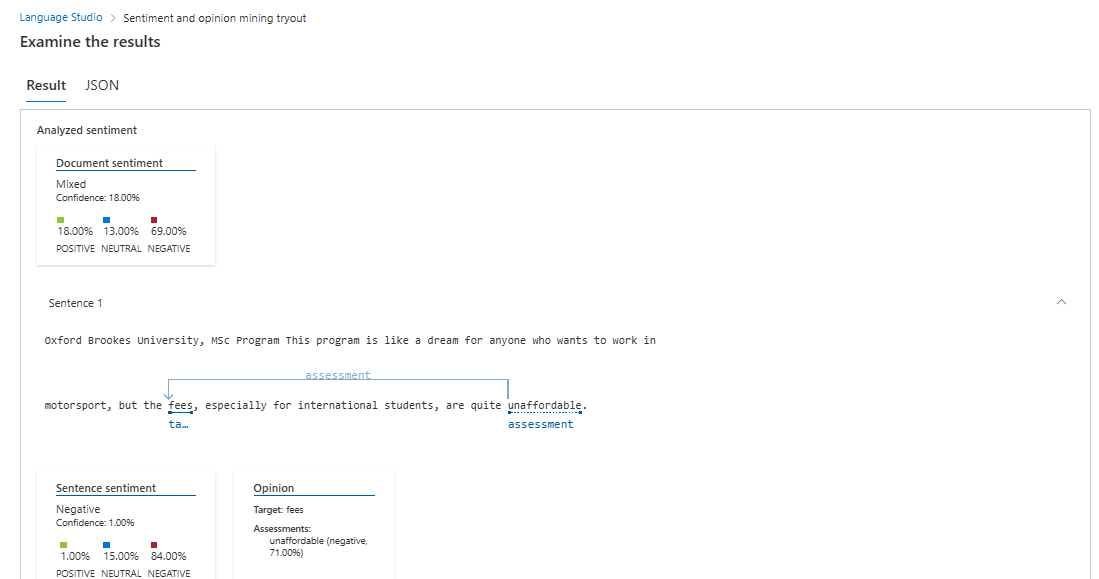 Language Studio > Sentiment and opinion mining tryout
Examine the results
Result JSON
Analyzed sentiment
Document sentiment
Mixed
Confidence: 18.00%
18.00% 13.00% 69.00%
POSITIVE NEUTRAL NEGATIVE
Sentence 1
Oxford Brookes University, MSc Program This program is like a dream for anyone who wants to work in
assessment
motorsport, but the fees, especially for international students, are quite unaffordable.
ta… assessment
Sentence sentiment
Negative
Confidence: 1.00%
1.00% 15.00% 84.00%
POSITIVE NEUTRAL NEGATIVE
Opinion
Target: fees
Assessments:
unaffordable (negative,
71.00%)